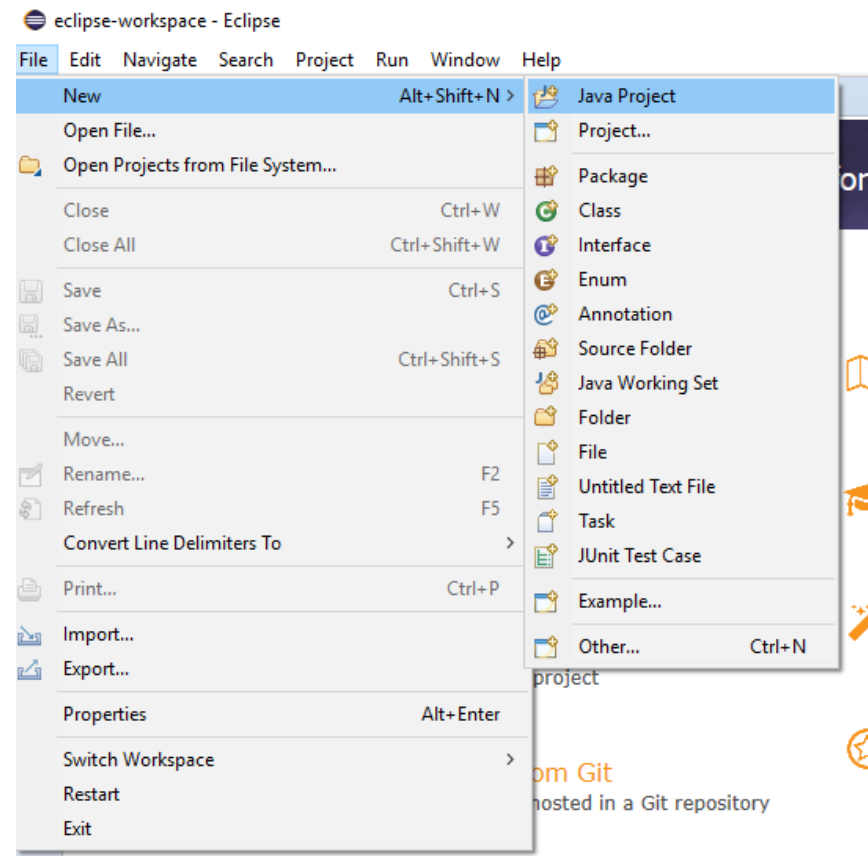 eclipse-workspace - Eclipse
File Edit Navigate Search Project Run Window Help
New Alt+Shift+N >
Open File...
Open Projects from File System...
Close Ctrl+W
Close All Ctrl+Shift+W
Save Ctrl+S
Save As...
Save All Ctrl+Shift+S
Revert
Move...
Rename... F2
Refresh F5
Convert Line Delimiters To >
Print... Ctrl+P
Import...
Export...
Properties Alt+Enter
Switch Workspace >
Restart
Exit
Java Project
Project...
Package
Class
Interface
Enum
Annotation
Source Folder
Java Working Set
Folder
File
Untitled Text File
Task
JUnit Test Case
Example...
Other... Ctrl+N
or
project
om Git
hosted in a Git repository